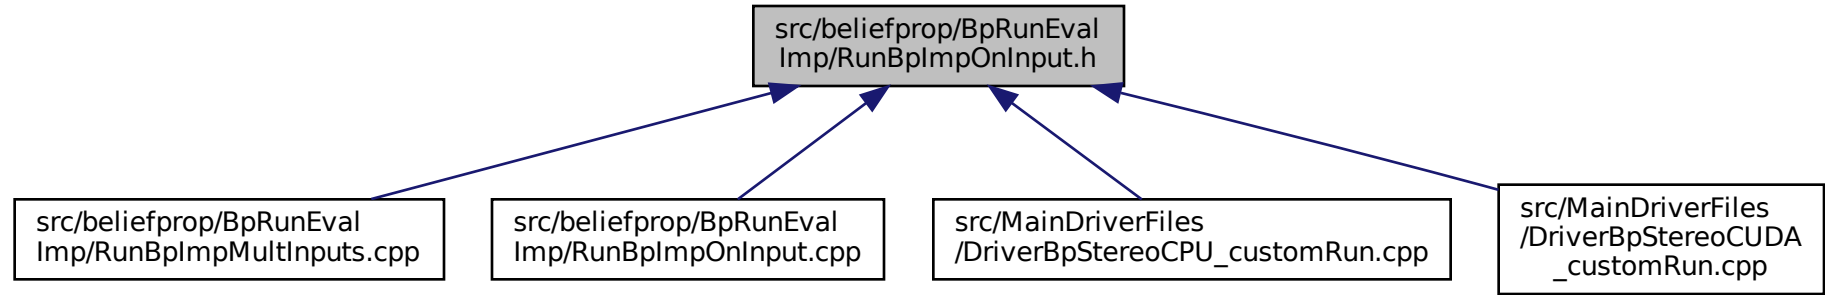 src/beliefprop/BpRunEval
Imp/RunBpImpOnInput.h
src/beliefprop/BpRunEval
Imp/RunBpImpMultInputs.cpp
src/beliefprop/BpRunEval
Imp/RunBpImpOnInput.cpp
src/MainDriverFiles
/DriverBpStereoCPU_customRun.cpp
src/MainDriverFiles
/DriverBpStereoCUDA
_customRun.cpp